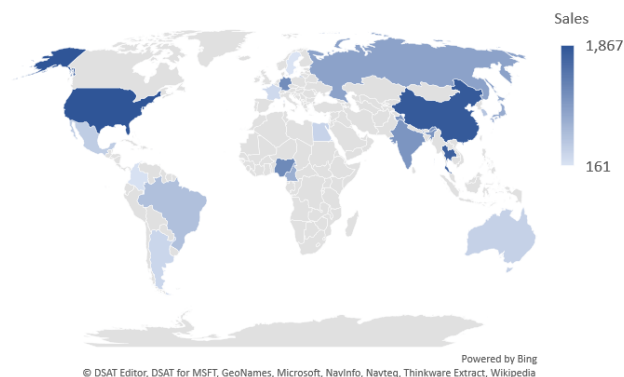 Sales
1,867
161
Powered by Bing
© DSAT Editor, DSAT for MSFT, GeoNames, Microsoft, NavInfo, Navteq, Thinkware Extract, Wikipedia